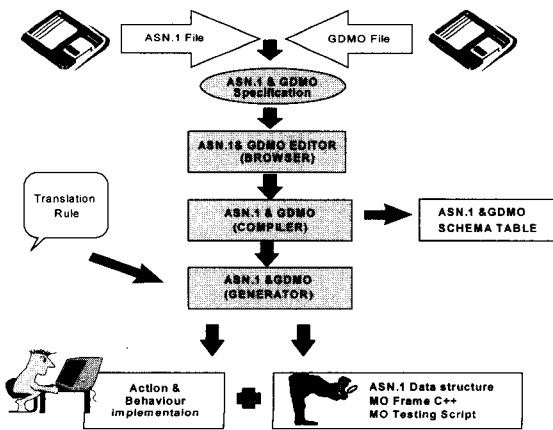 ASN.1 File
GDMO File
ASN.1 & GDMO
Specification
ASN.1& GDMO EDITOR
(BROWSER)
Translation
Rule
ASN.1 & GDMO
(COMPILER)
ASN.1 &GDMO
SCHEMA TABLE
ASN.1 &GDMO
(GENERATOR)
Action &
Behaviour
implementaion
ASN.1 Data structure
MO Frame C++
MO Testing Script